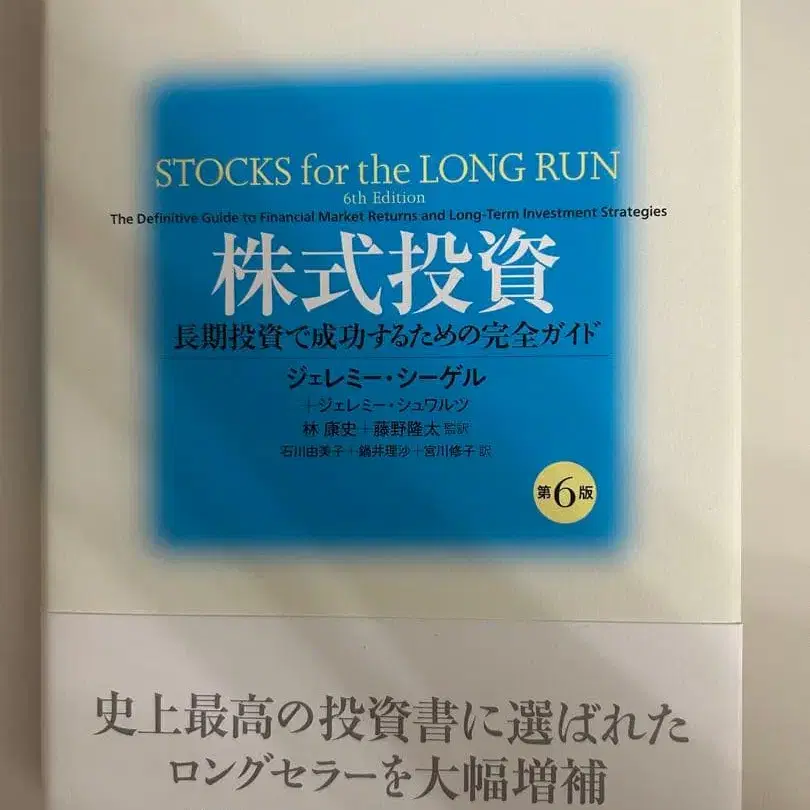 STOCKS for the LONG RUN
6th Edition
The Definitive Guide to Financial Market Returns and Long-Term Investment Strategies
株式投資
長期投資で成功するための完全ガイド
ジェレミー・シーゲル
+ジェレミー・シュワルツ
林 康史+藤野隆太 監訳
石川由美子+鍋井理沙+宮川修子 訳
第6版
史上最高の投資書に選ばれた
ロングセラーを大幅増補